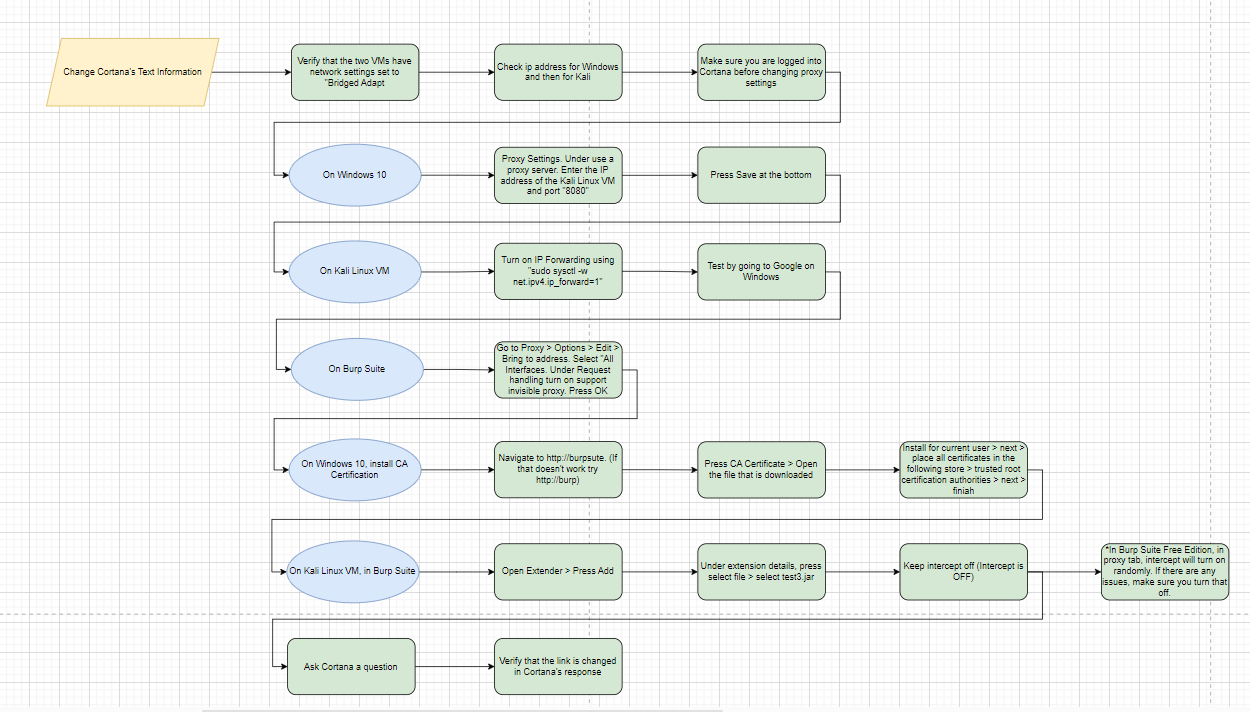 Change Cortana's Text Information
Verify that the two VMs have
network settings set to
"Bridged Adapt
Check ip address for Windows
and then for Kali
Make sure you are logged into
Cortana before changing proxy
settings
On Windows 10
Proxy Settings. Under use a
proxy server. Enter the IP
address of the Kali Linux VM
and port "8080"
Press Save at the bottom
On Kali Linux VM
Turn on IP Forwarding using
"sudo sysctl -w
net.ipv4.ip_forward=1"
Test by going to Google on
Windows
On Burp Suite
Go to Proxy > Options > Edit >
Bring to address. Select "All
Interfaces. Under Request
handling turn on support
invisible proxy. Press OK
On Windows 10, install CA
Certification
Navigate to http://burpsute. (If
that doesn't work try
http://burp)
Press CA Certificate > Open
the file that is downloaded
Install for current user > next >
place all certificates in the
following store > trusted root
certification authorities > next >
finiah
On Kali Linux VM, in Burp Suite
Open Extender > Press Add
Under extension details, press
select file > select test3.jar
Keep intercept off (Intercept is
OFF)
*In Burp Suite Free Edition, in
proxy tab, intercept will turn on
randomly. If there are any
issues, make sure you turn that
off.
Ask Cortana a question
Verify that the link is changed
in Cortana's response